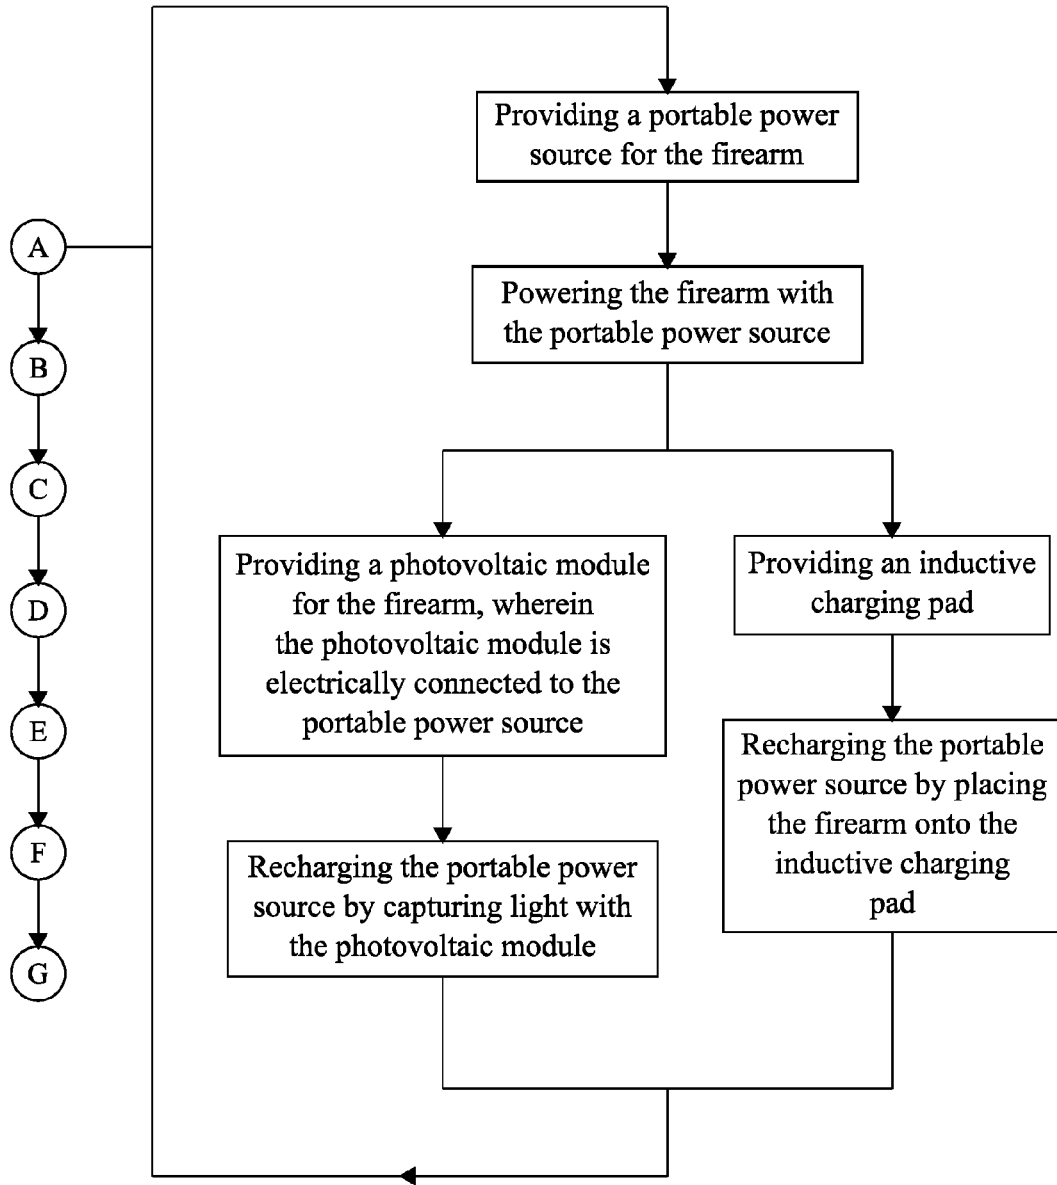 Providing a portable power
source for the firearm
A
Powering the firearm with
the portable power source
B
C
Providing a photovoltaic module
for the firearm, wherein
the photovoltaic module is
electrically connected to the
portable power source
Providing an inductive
charging pad
D
E
Recharging the portable
power source by placing
the firearm onto the
inductive charging
pad
F
Recharging the portable power
source by capturing light with
the photovoltaic module
G